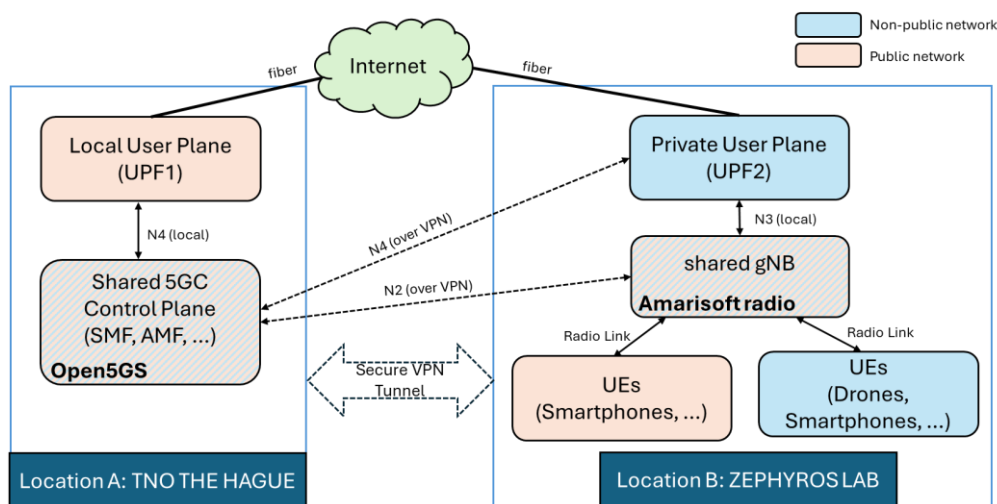 Non-public network
Public network
Internet
fiber
fiber
Local User Plane
(UPF1)
Private User Plane
(UPF2)
N4 (local)
N4 (over VPN)
N3 (local)
Shared 5GC
Control Plane
(SMF, AMF, ...)
Open5GS
N2 (over VPN)
shared gNB
Amarisoft radio
Radio Link
Radio Link
Secure VPN
Tunnel
UEs
(Smartphones, ...)
UEs
(Drones,
Smartphones, ...)
Location A: TNO THE HAGUE
Location B: ZEPHYROS LAB